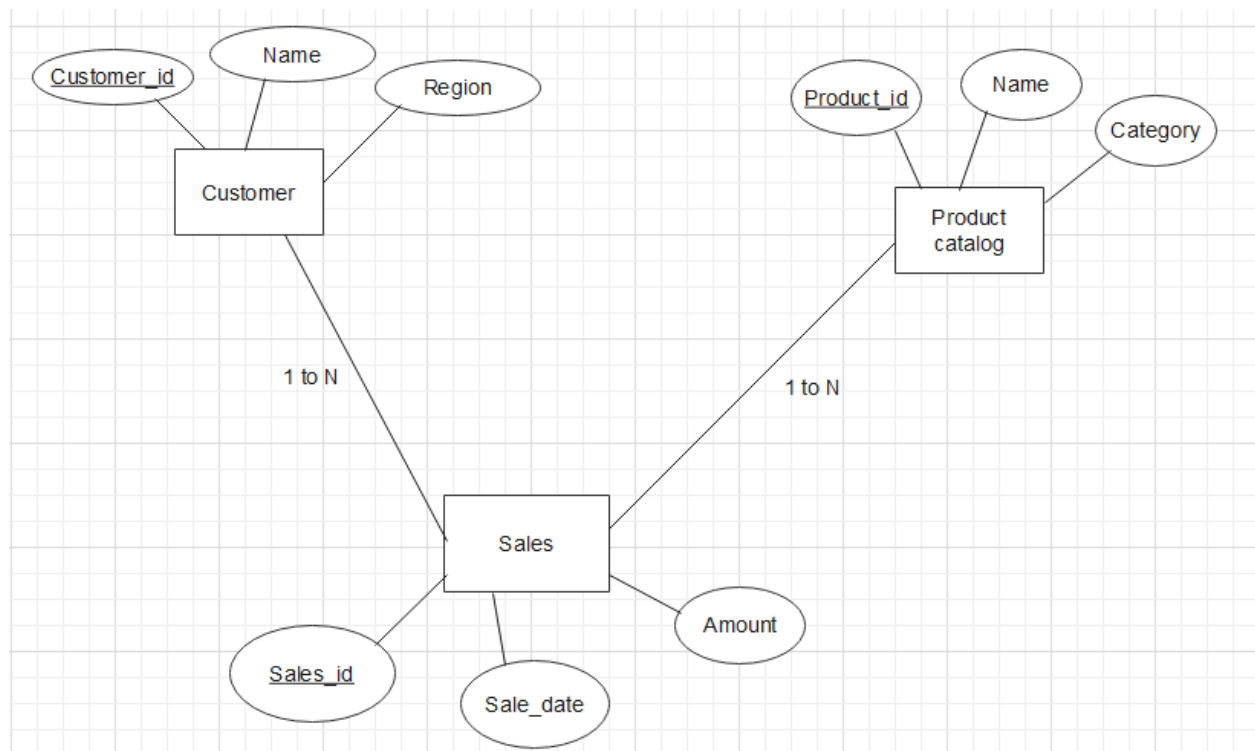 Customer_id
Name
Region
Customer
Product_id
Name
Category
Product
catalog
1 to N
1 to N
Sales
Sales_id
Sale_date
Amount